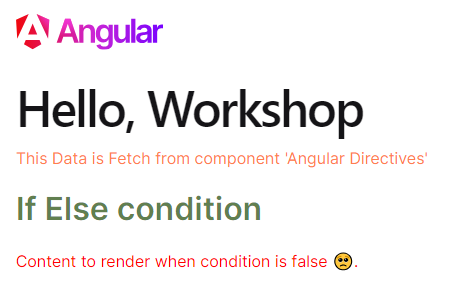 Angular
Hello, Workshop
This Data is Fetch from component 'Angular Directives'
If Else condition
Content to render when condition is false 🥺.